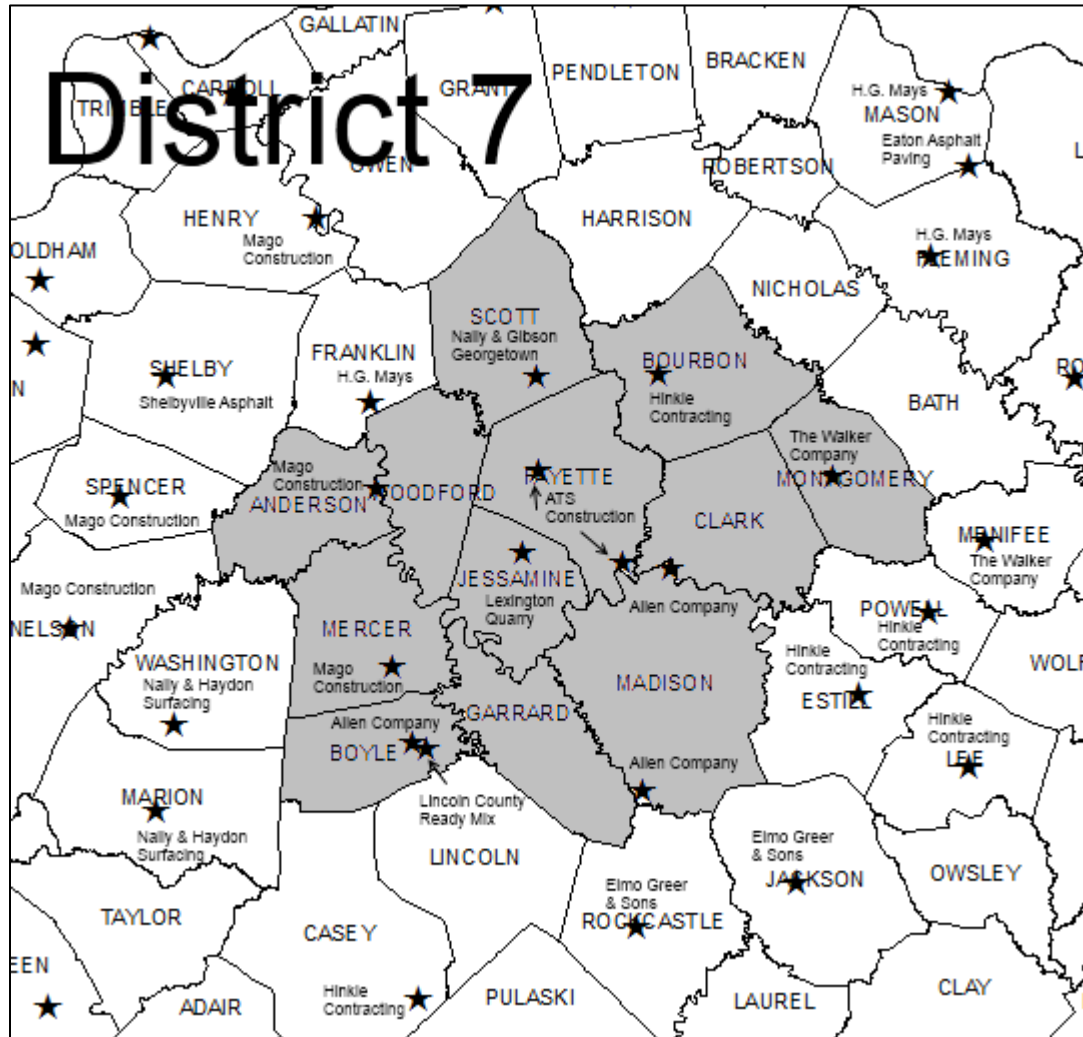 District 7
GALLATIN
CARROLL
TRIMBLE
GRANT
PENDLETON
BRACKEN
H.G. Mays
MASON
Eaton Asphalt
Paving
OWEN
ROBERTSON
HENRY
Mago
Construction
HARRISON
OLDHAM
H.G. Mays
FLEMING
NICHOLAS
SCOTT
Nally & Gibson
Georgetown
FRANKLIN
H.G. Mays
SHELBY
Shelbyville Asphalt
BOURBON
Hinkle
Contracting
BATH
RO
N
L
The Walker
Company
MONTGOMERY
SPENCER
Mago Construction
Mago
Construction
ANDERSON
WOODFORD
FAYETTE
ATS
Construction
CLARK
MENIFEE
The Walker
Company
JESSAMINE
Lexington
Quarry
Allen Company
POWELL
Hinkle
Contracting
Mago Construction
NELSON
MERCER
Mago
Construction
WASHINGTON
Nally & Haydon
Surfacing
MADISON
Hinkle
Contracting
ESTILL
WOLF
GARRARD
Allen Company
BOYLE
Allen Company
Hinkle
Contracting
LEE
Lincoln County
Ready Mix
MARION
Nally & Haydon
Surfacing
LINCOLN
Elmo Greer
& Sons
JACKSON
OWSLEY
Elmo Greer
& Sons
ROCKCASTLE
TAYLOR
CASEY
EEN
ADAIR
Hinkle
Contracting
PULASKI
LAUREL
CLAY